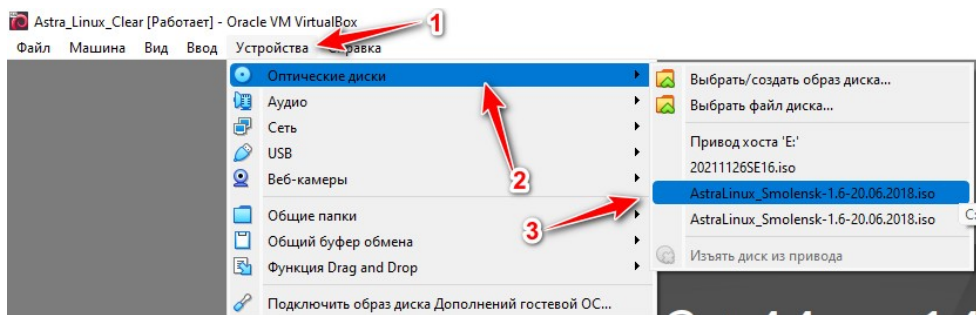 Astra_Linux_Clear [Работает] - Oracle VM VirtualBox
1
Файл Машина Вид Ввод Устройства Справка
Оптические диски
Аудио
Сеть
USB
Веб-камеры
2
Общие папки
3
Общий буфер обмена
Функция Drag and Drop
Подключить образ диска Дополнений гостевой ОС...
Выбрать/создать образ диска...
Выбрать файл диска...
Привод хоста 'E:'
20211126SE16.iso
AstraLinux_Smolensk-1.6-20.06.2018.iso
AstraLinux_Smolensk-1.6-20.06.2018.iso
Изъять диск из привода